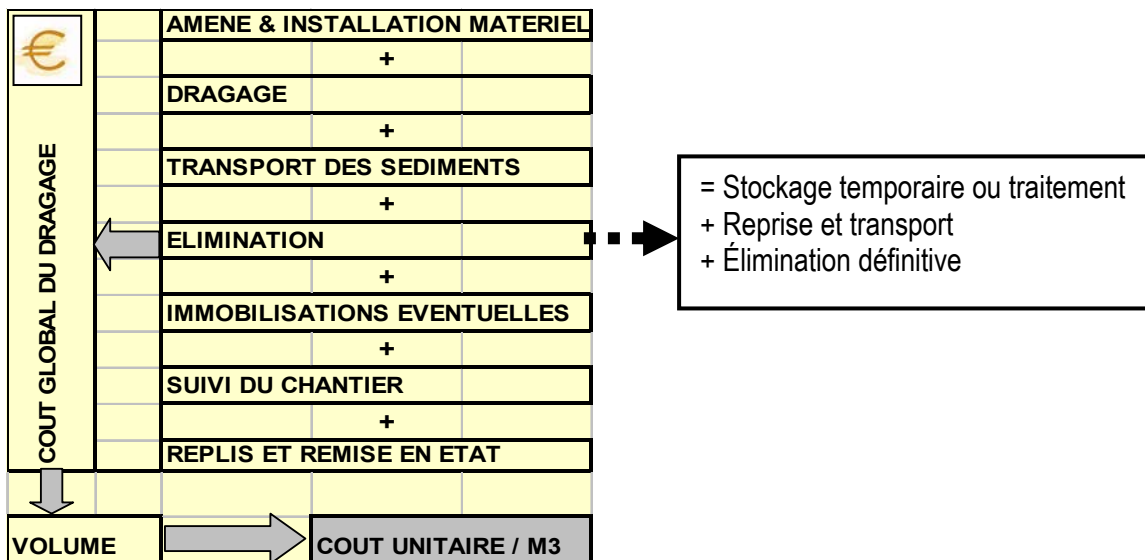 €
COUT GLOBAL DU DRAGAGE
AMENE & INSTALLATION MATERIEL
+
DRAGAGE
+
TRANSPORT DES SEDIMENTS
+
ELIMINATION
+
IMMOBILISATIONS EVENTUELLES
+
SUIVI DU CHANTIER
+
REPLIS ET REMISE EN ETAT
= Stockage temporaire ou traitement
+ Reprise et transport
+ Élimination définitive
VOLUME
COUT UNITAIRE / M3